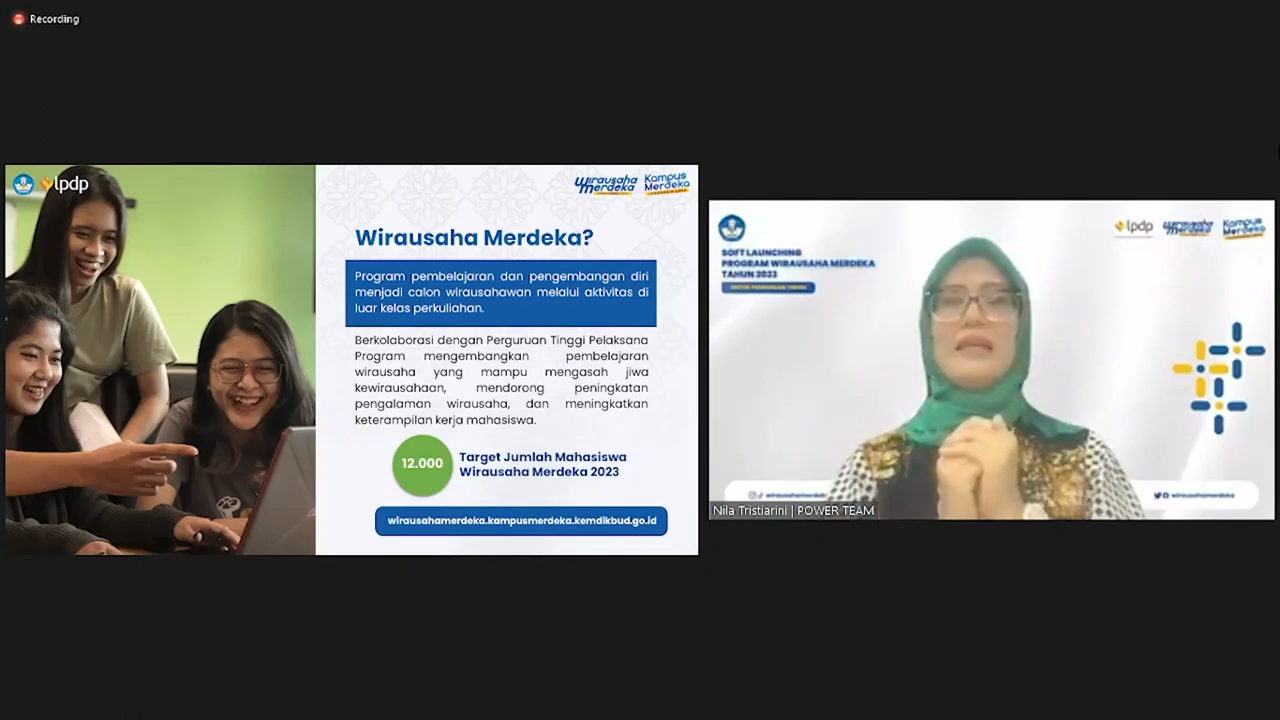 Recording
lpdp
Wirausaha
Merdeka
Kampus
Merdeka
Wirausaha Merdeka?
Program pembelajaran dan pengembangan diri
menjadi calon wirausahawan melalui aktivitas di
luar kelas perkuliahan.
Berkolaborasi dengan Perguruan Tinggi Pelaksana
Program mengembangkan pembelajaran
wirausaha yang mampu mengasah jiwa
kewirausahaan, mendorong peningkatan
pengalaman wirausaha, dan meningkatkan
keterampilan kerja mahasiswa.
12.000
Target Jumlah Mahasiswa
Wirausaha Merdeka 2023
wirausahamerdeka.kampusmerdeka.kemdikbud.go.id
lpdp
Wirausaha
Merdeka
Kampus
Merdeka
SOFT LAUNCHING
PROGRAM WIRAUSAHA MERDEKA
TAHUN 2023
Nila Tristiarini | POWER TEAM